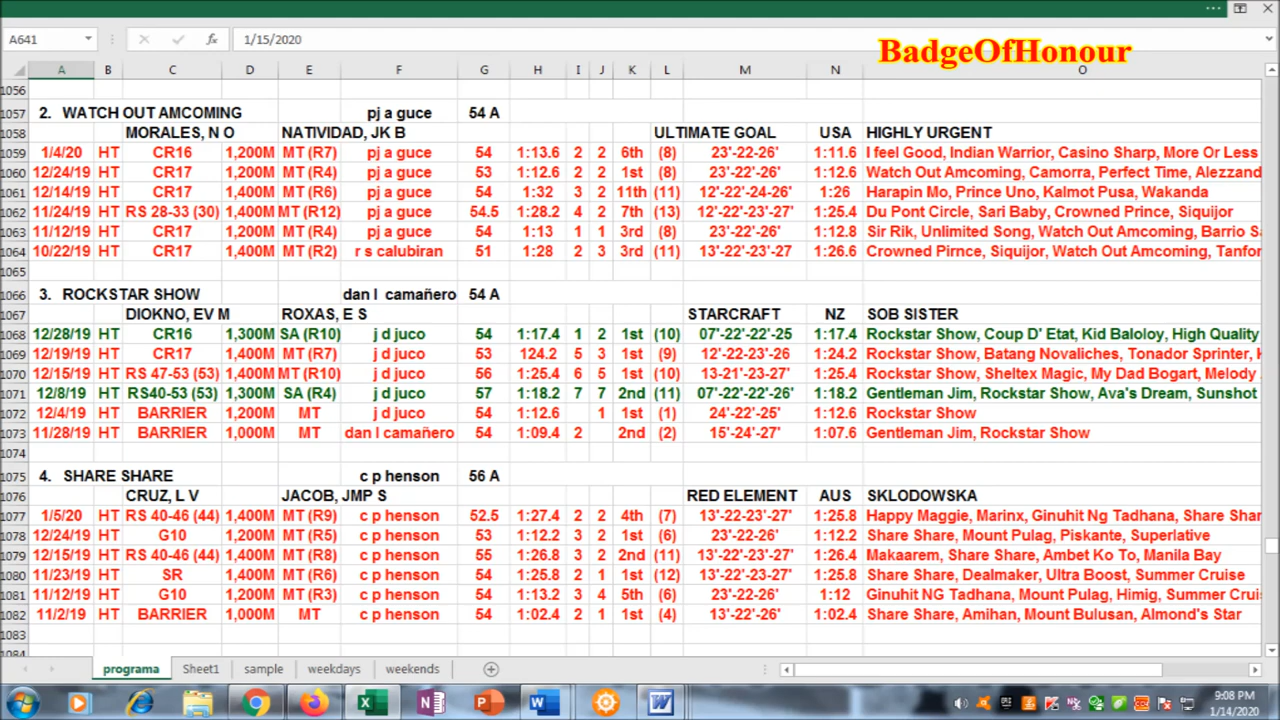 A641 fx 1/15/2020
BadgeOfHonour
A B C D E F G H I J K L M N O
1056
1057 2. WATCH OUT AMCOMING pj a guce 54 A
1058 MORALES, N O NATIVIDAD, JK B ULTIMATE GOAL USA HIGHLY URGENT
1059 1/4/20 HT CR16 1,200M MT (R7) pj a guce 54 1:13.6 2 2 6th (8) 23'-22-26' 1:11.6 I feel Good, Indian Warrior, Casino Sharp, More Or Less
1060 12/24/19 HT CR17 1,200M MT (R4) pj a guce 53 1:12.6 2 2 1st (8) 23'-22-26' 1:12.6 Watch Out Amcoming, Camorra, Perfect Time, Alezzand
1061 12/14/19 HT CR17 1,400M MT (R6) pj a guce 54 1:32 3 2 11th (11) 12'-22'-24-26' 1:26 Harapin Mo, Prince Uno, Kalmot Pusa, Wakanda
1062 11/24/19 HT RS 28-33 (30) 1,400M MT (R12) pj a guce 54.5 1:28.2 4 2 7th (13) 12'-22'-23'-27' 1:25.4 Du Pont Circle, Sari Baby, Crowned Prince, Siquijor
1063 11/12/19 HT CR17 1,200M MT (R4) pj a guce 54 1:13 1 1 3rd (8) 23'-22'-26' 1:12.8 Sir Rik, Unlimited Song, Watch Out Amcoming, Barrio Sa
1064 10/22/19 HT CR17 1,400M MT (R2) r s calubiran 51 1:28 2 3 3rd (11) 13'-22'-23'-27 1:26.6 Crowned Pirnce, Siquijor, Watch Out Amcoming, Tanfor
1065
1066 3. ROCKSTAR SHOW dan l camañero 54 A
1067 DIOKNO, EV M ROXAS, E S STARCRAFT NZ SOB SISTER
1068 12/28/19 HT CR16 1,300M SA (R10) j d juco 54 1:17.4 1 2 1st (10) 07'-22'-22'-25 1:17.4 Rockstar Show, Coup D' Etat, Kid Baloloy, High Quality
1069 12/19/19 HT CR17 1,400M MT (R7) j d juco 53 124.2 5 3 1st (9) 12'-22'-23-26 1:24.2 Rockstar Show, Batang Novaliches, Tonador Sprinter, H
1070 12/15/19 HT RS 47-53 (53) 1,400M MT (R10) j d juco 56 1:25.4 6 5 1st (10) 13-21'-23-27' 1:25.4 Rockstar Show, Sheltex Magic, My Dad Bogart, Melody
1071 12/8/19 HT RS40-53 (53) 1,300M SA (R4) j d juco 57 1:18.2 7 7 2nd (11) 07'-22'-22'-26' 1:18.2 Gentleman Jim, Rockstar Show, Ava's Dream, Sunshot
1072 12/4/19 HT BARRIER 1,200M MT j d juco 54 1:12.6 1 1st (1) 24'-22'-25' 1:12.6 Rockstar Show
1073 11/28/19 HT BARRIER 1,000M MT dan l camañero 54 1:09.4 2 2nd (2) 15'-24'-27' 1:07.6 Gentleman Jim, Rockstar Show
1074
1075 4. SHARE SHARE c p henson 56 A
1076 CRUZ, L V JACOB, JMP S RED ELEMENT AUS SKLODOWSKA
1077 1/5/20 HT RS 40-46 (44) 1,400M MT (R9) c p henson 52.5 1:27.4 2 2 4th (7) 13'-22-23-27' 1:25.8 Happy Maggie, Marinx, Ginuhit Ng Tadhana, Share Shar
1078 12/24/19 HT G10 1,200M MT (R5) c p henson 53 1:12.2 3 2 1st (6) 23'-22-26' 1:12.2 Share Share, Mount Pulag, Piskante, Superlative
1079 12/15/19 HT RS 40-46 (44) 1,400M MT (R8) c p henson 55 1:26.8 3 2 2nd (11) 13'-22'-23-27' 1:26.4 Makaarem, Share Share, Ambet Ko To, Manila Bay
1080 11/23/19 HT SR 1,400M MT (R6) c p henson 54 1:25.8 2 1 1st (12) 13'-22'-23-27' 1:25.8 Share Share, Dealmaker, Ultra Boost, Summer Cruise
1081 11/12/19 HT G10 1,200M MT (R3) c p henson 54 1:13.2 3 4 5th (6) 23'-22-26' 1:12 Ginuhit NG Tadhana, Mount Pulag, Himig, Summer Crui
1082 11/2/19 HT BARRIER 1,000M MT c p henson 54 1:02.4 2 1 1st (4) 13'-22'-26' 1:02.4 Share Share, Amihan, Mount Bulusan, Almond's Star
1083
programa Sheet1 sample weekdays weekends
9:08 PM
1/14/2020